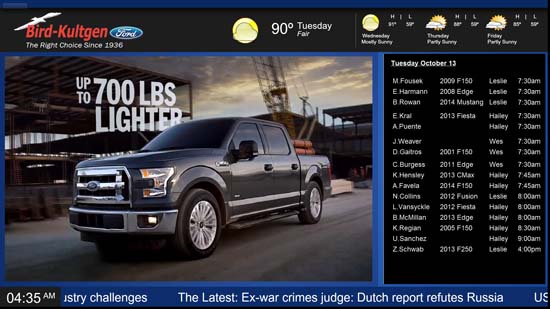 Bird-Kultgen Ford
The Right Choice Since 1936
90° Tuesday
Fair
H | L
91° 59°
Wednesday
Mostly Sunny
H | L
88° 59°
Thursday
Partly Sunny
H | L
85° 59°
Friday
Partly Sunny
UP TO 700 LBS
LIGHTER
Tuesday October 13
M.Fousek 2009 F150 Leslie 7:30am
E.Harmann 2008 Edge Leslie 7:30am
B.Rowan 2014 Mustang Leslie 7:30am
E.Kral 2013 Fiesta Hailey 7:30am
A.Puente Hailey 7:30am
J.Weaver Wes 7:30am
D.Gaitros 2001 F150 Wes 7:30am
C.Burgess 2011 Edge Wes 7:30am
K.Hensley 2013 CMax Hailey 7:45am
A.Favela 2014 F150 Hailey 7:45am
N.Collins 2012 Fusion Leslie 8:00am
L.Vansyckle 2012 Fiesta Hailey 8:00am
B.McMillan 2013 Edge Hailey 8:00am
K.Regian 2005 F150 Hailey 8:30am
U.Sanchez Hailey 9:00am
Z.Schwab 2013 F250 Leslie 4:00pm
04:35 AM
ustry challenges The Latest: Ex-war crimes judge: Dutch report refutes Russia US